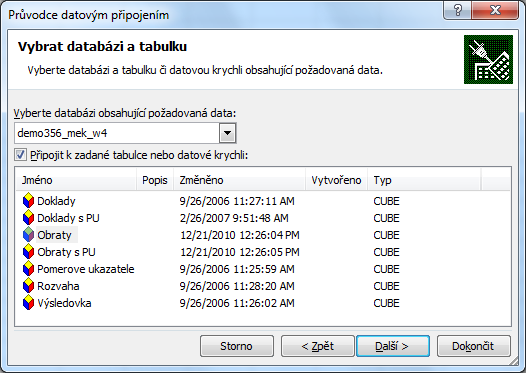 Průvodce datovým připojením
Vybrat databázi a tabulku
Vyberte databázi a tabulku či datovou krychli obsahující požadovaná data.
Vyberte databázi obsahující požadovaná data:
demo356_mek_w4
Připojit k zadané tabulce nebo datové krychli:
Jméno Popis Změněno Vytvořeno Typ
Doklady 9/26/2006 11:27:11 AM CUBE
Doklady s PU 2/26/2007 9:51:48 AM CUBE
Obraty 12/21/2010 12:26:04 PM CUBE
Obraty s PU 12/21/2010 12:26:05 PM CUBE
Pomerove ukazatele 9/26/2006 11:25:59 AM CUBE
Rozvaha 9/26/2006 11:28:20 AM CUBE
Výsledovka 9/26/2006 11:26:02 AM CUBE
Storno < Zpět Další > Dokončit